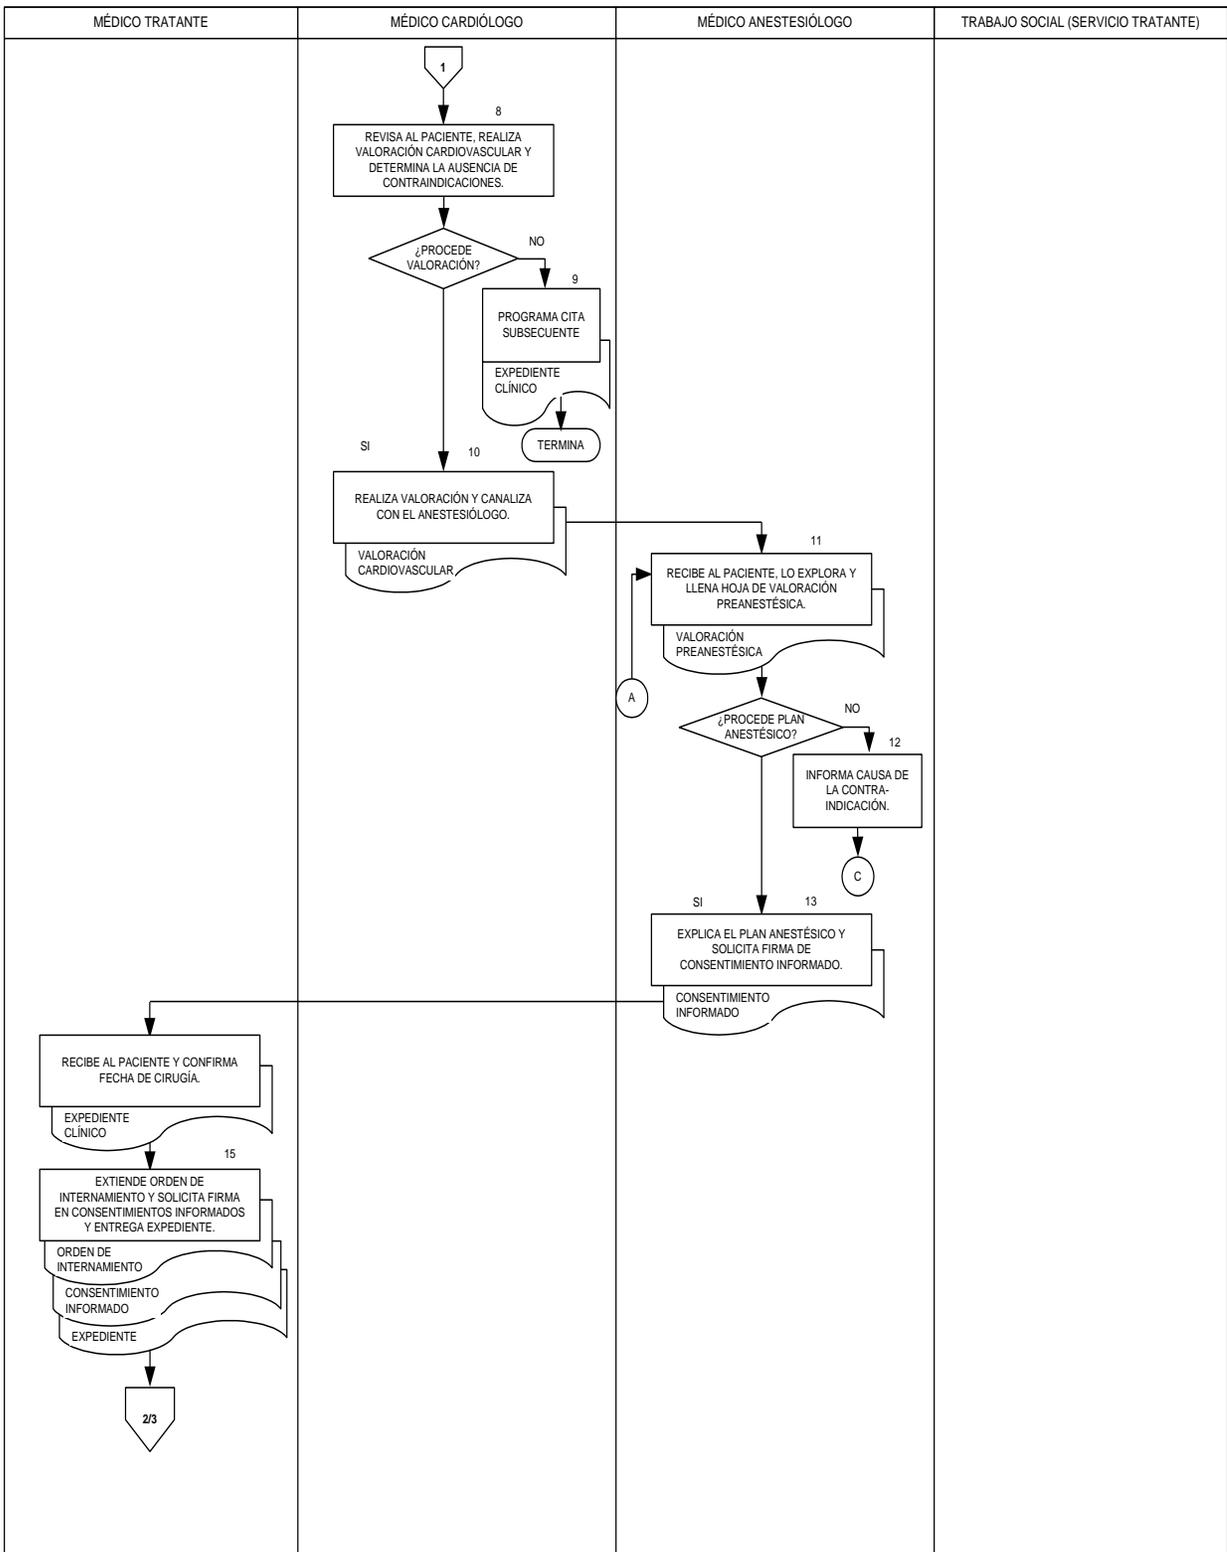 MÉDICO TRATANTE
MÉDICO CARDIÓLOGO
MÉDICO ANESTESIÓLOGO
TRABAJO SOCIAL (SERVICIO TRATANTE)
1
8
REVISA AL PACIENTE, REALIZA
VALORACIÓN CARDIOVASCULAR Y
DETERMINA LA AUSENCIA DE
CONTRAINDICACIONES.
¿PROCEDE
VALORACIÓN?
NO
9
PROGRAMA CITA
SUBSECUENTE
EXPEDIENTE
CLÍNICO
TERMINA
SI
10
REALIZA VALORACIÓN Y CANALIZA
CON EL ANESTESIÓLOGO.
VALORACIÓN
CARDIOVASCULAR
11
RECIBE AL PACIENTE, LO EXPLORA Y
LLENA HOJA DE VALORACIÓN
PREANESTÉSICA.
VALORACIÓN
PREANESTÉSICA
A
¿PROCEDE PLAN
ANESTÉSICO?
NO
12
INFORMA CAUSA DE
LA CONTRA-
INDICACIÓN.
C
SI
13
EXPLICA EL PLAN ANESTÉSICO Y
SOLICITA FIRMA DE
CONSENTIMIENTO INFORMADO.
CONSENTIMIENTO
INFORMADO
RECIBE AL PACIENTE Y CONFIRMA
FECHA DE CIRUGÍA.
EXPEDIENTE
CLÍNICO
15
EXTIENDE ORDEN DE
INTERNAMIENTO Y SOLICITA FIRMA
EN CONSENTIMIENTOS INFORMADOS
Y ENTREGA EXPEDIENTE.
ORDEN DE
INTERNAMIENTO
CONSENTIMIENTO
INFORMADO
EXPEDIENTE
2/3